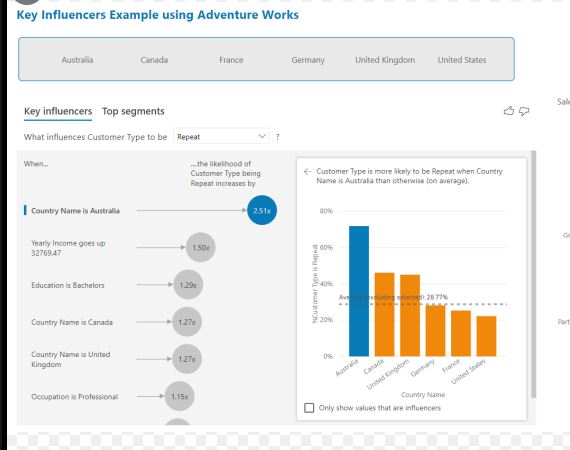 Key Influencers Example using Adventure Works
Australia Canada France Germany United Kingdom United States
Key influencers Top segments
What influences Customer Type to be Repeat ?
When...
....the likelihood of
Customer Type being
Repeat increases by
Country Name is Australia 2.51x
Yearly Income goes up
32769.47
1.50x
Education is Bachelors 1.29x
Country Name is Canada 1.27x
Country Name is United
Kingdom
1.27x
Occupation is Professional 1.15x
← Customer Type is more likely to be Repeat when Country
Name is Australia than otherwise (on average).
%Customer Type is Repeat
80%
60%
40%
20%
0%
Average (excluding selected): 28.77%
Australia
Canada
United Kingdom
Germany
France
United States
Country Name
Only show values that are influencers